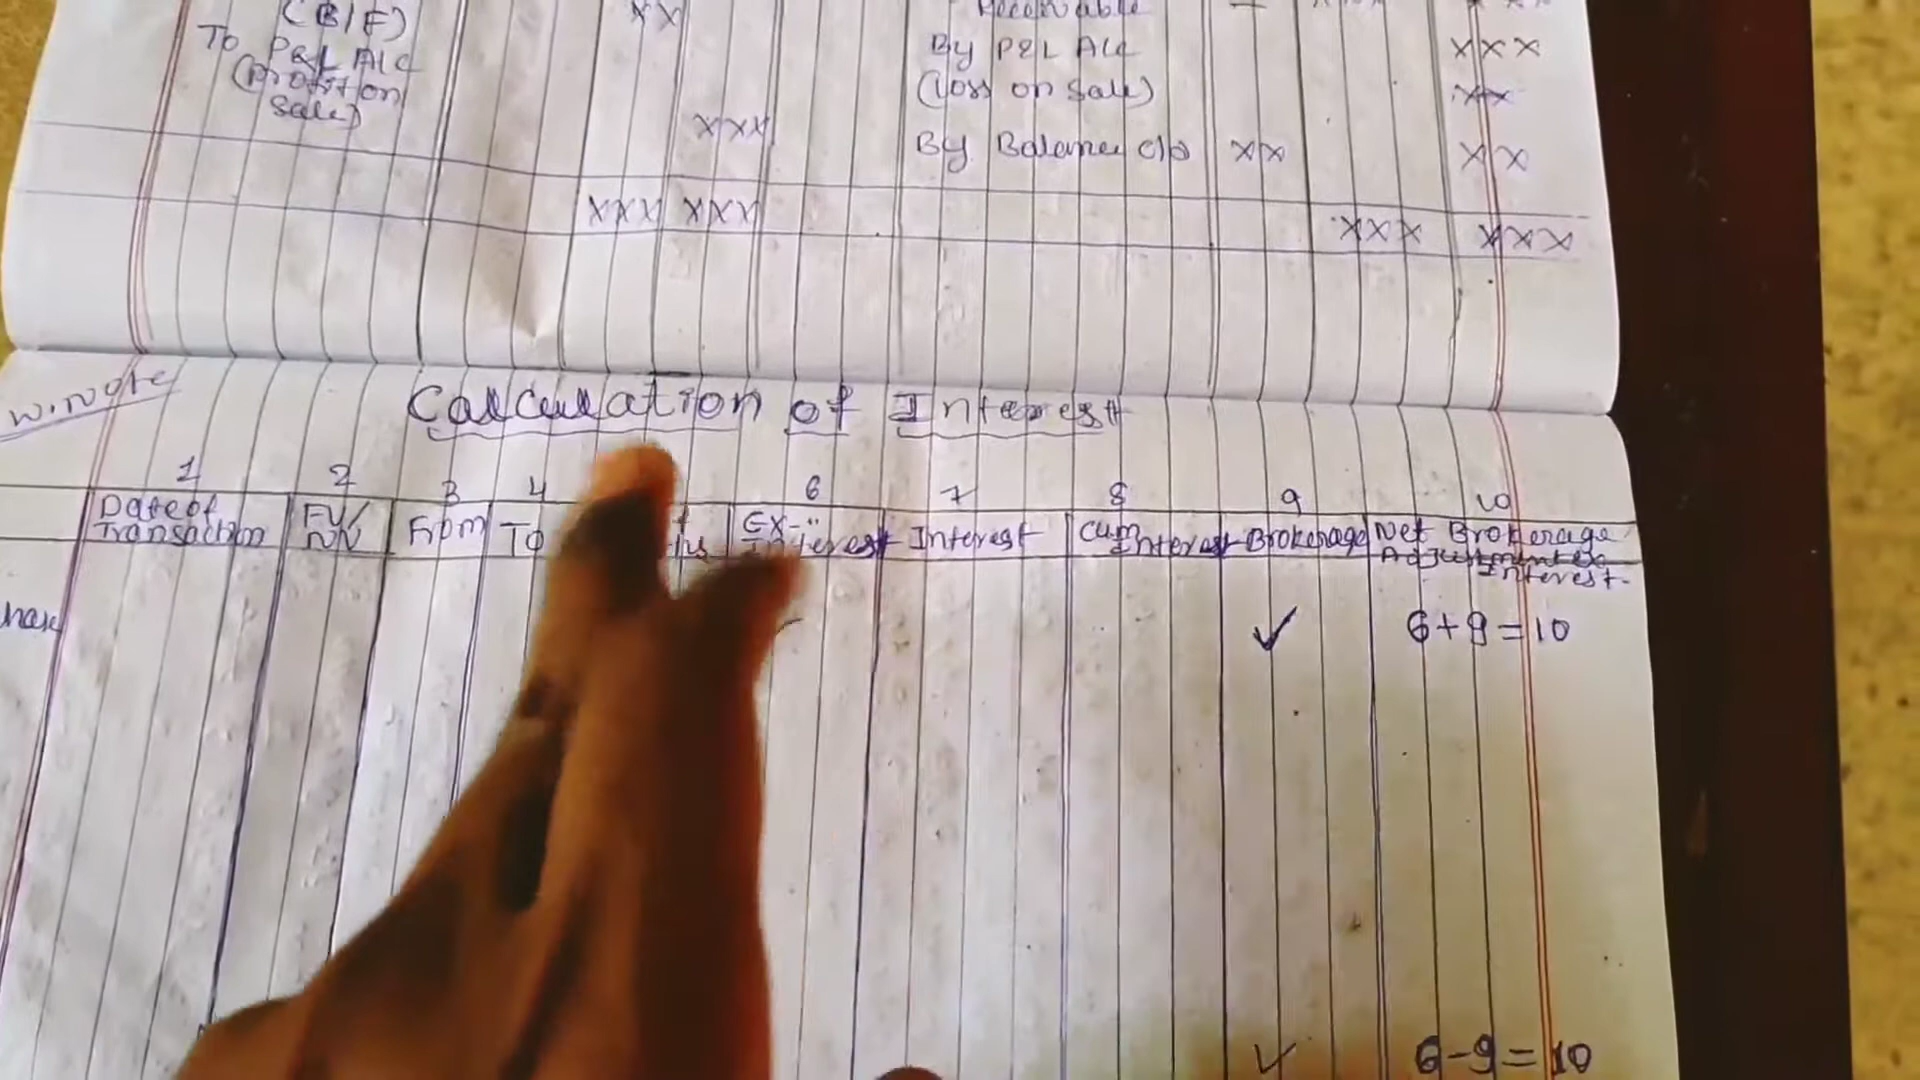 (B/F) XX
To P&L A/c
(Profit on
sale) XXX
Receivable
By P&L A/c XXX
(Loss on Sale) XX
By Balance c/d XX XX
XXX XXX XXX XXX
W.Note
Calculation of Interest
1 2 3 4 6 7 8 9 10
Date of Transaction FV/NV From To Ex-Interest Interest Cum Interest Brokerage Net Brokerage Interest
✓ 6+9=10
✓ 6-9=10